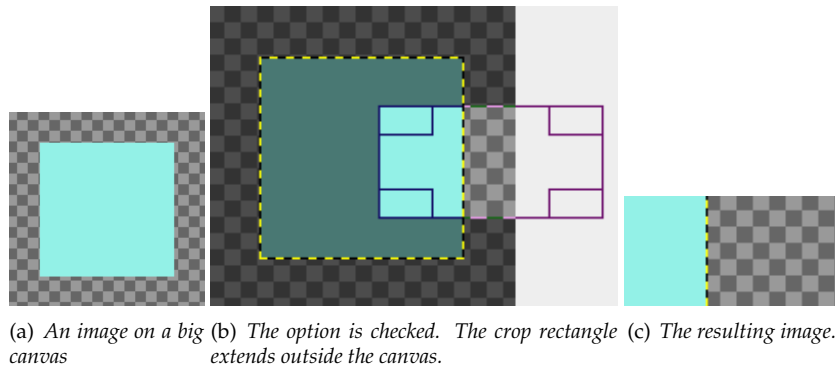 (a) An image on a big canvas
(b) The option is checked. The crop rectangle extends outside the canvas.
(c) The resulting image.